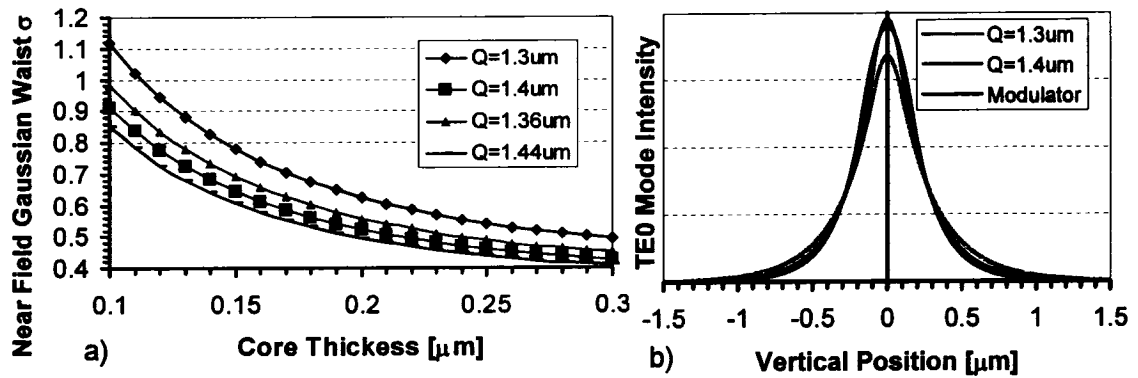 Near Field Gaussian Waist σ
1.2
1.1
1
0.9
0.8
0.7
0.6
0.5
0.4
Q=1.3um
Q=1.4um
Q=1.36um
Q=1.44um
0.1
0.15
0.2
0.25
0.3
a)
Core Thickess [μm]
TE0 Mode Intensity
Q=1.3um
Q=1.4um
Modulator
-1.5
-1
-0.5
0
0.5
1
1.5
b)
Vertical Position [μm]